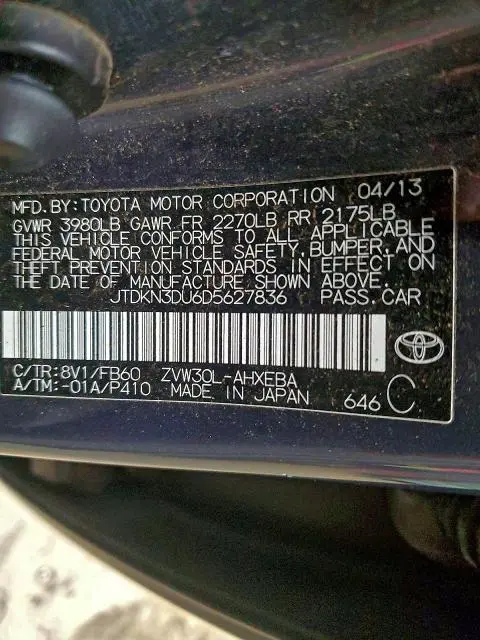 MFD.BY:TOYOTA MOTOR CORPORATION 04/13
GVWR 3980LB GAWR FR 2270LB RR 2175LB
THIS VEHICLE CONFORMS TO ALL APPLICABLE
FEDERAL MOTOR VEHICLE SAFETY,BUMPER,AND
THEFT PREVENTION STANDARDS IN EFFECT ON
THE DATE OF MANUFACTURE SHOWN ABOVE.
JTDKN3DU6D5627836 PASS.CAR
C/TR:8V1/FB60 ZVW30L-AHXEBA
A/TM:-01A/P410 MADE IN JAPAN 646 C